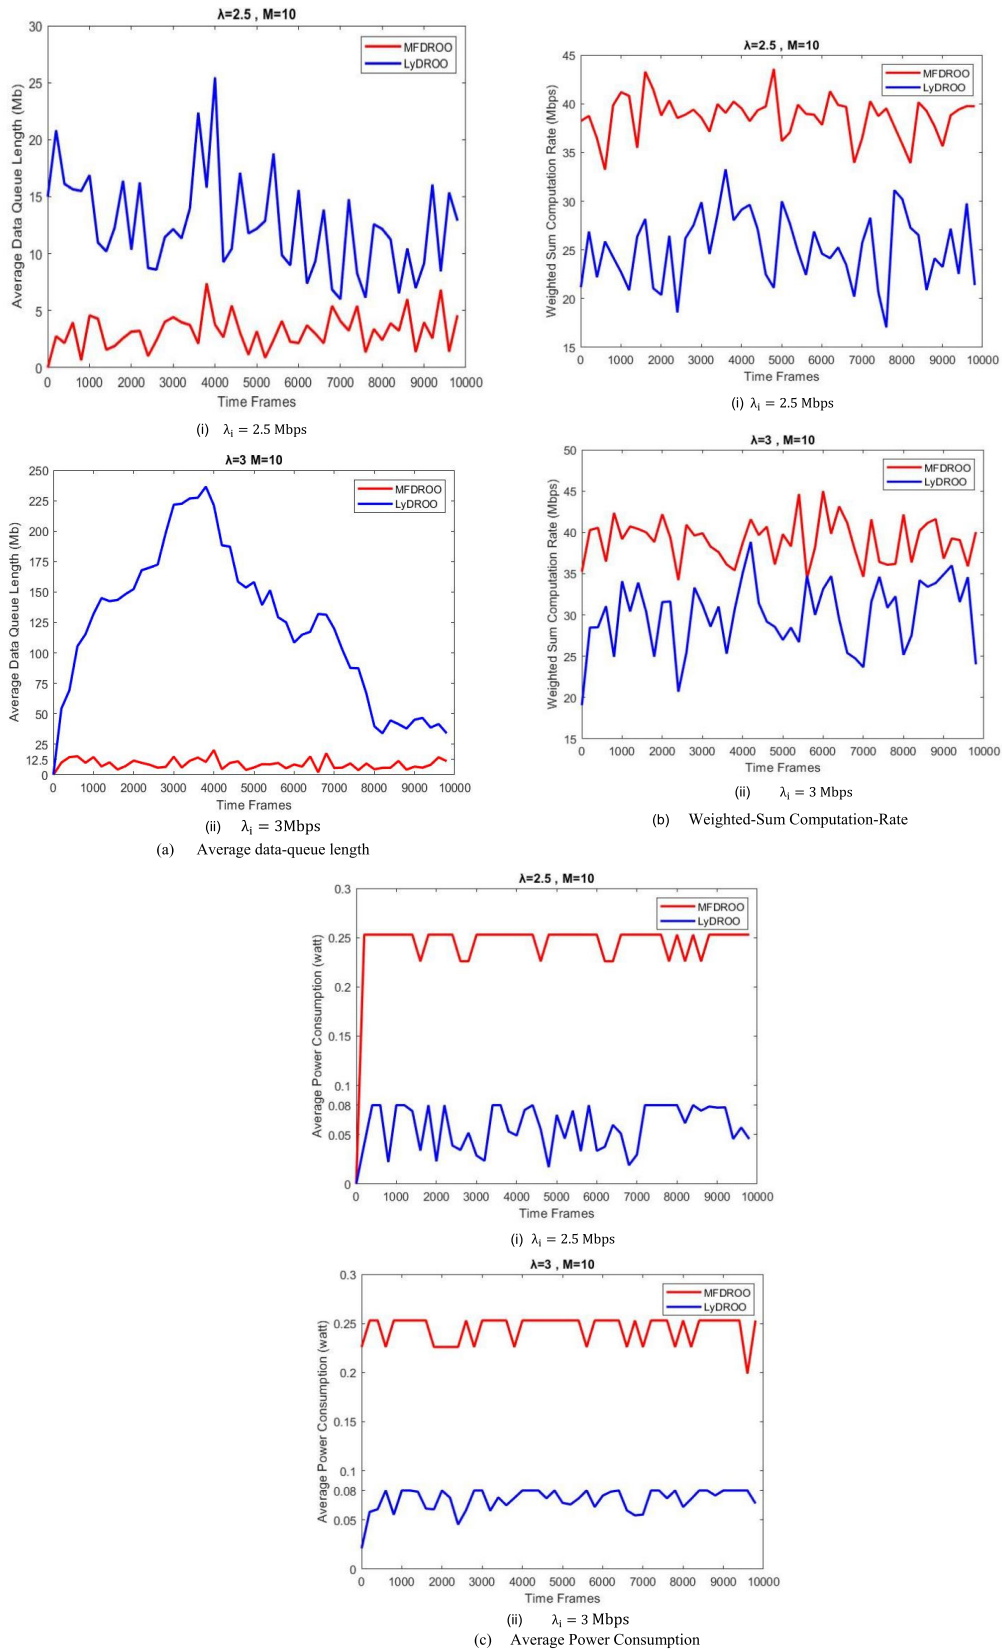 λ=2.5 , M=10
Average Data Queue Length (Mb)
30
25
20
15
10
5
0
MFDROO
LyDROO
0 1000 2000 3000 4000 5000 6000 7000 8000 9000 10000
Time Frames
(i) λi = 2.5 Mbps
λ=3 M=10
Average Data Queue Length (Mb)
250
225
200
175
150
125
100
75
50
25
12.5
0
MFDROO
LyDROO
0 1000 2000 3000 4000 5000 6000 7000 8000 9000 10000
Time Frames
(ii) λi = 3Mbps
(a) Average data-queue length
λ=2.5 , M=10
Weighted Sum Computation Rate (Mbps)
45
40
35
30
25
20
15
MFDROO
LyDROO
0 1000 2000 3000 4000 5000 6000 7000 8000 9000 10000
Time Frames
(i) λi = 2.5 Mbps
λ=3 , M=10
Weighted Sum Computation Rate (Mbps)
50
45
40
35
30
25
20
15
MFDROO
LyDROO
0 1000 2000 3000 4000 5000 6000 7000 8000 9000 10000
Time Frames
(ii) λi = 3 Mbps
(b) Weighted-Sum Computation-Rate
λ=2.5 , M=10
Average Power Consumption (watt)
0.3
0.25
0.2
0.15
0.1
0.08
0.05
0
MFDROO
LyDROO
0 1000 2000 3000 4000 5000 6000 7000 8000 9000 10000
Time Frames
(i) λi = 2.5 Mbps
λ=3 , M=10
Average Power Consumption (watt)
0.3
0.25
0.2
0.15
0.1
0.08
0.05
0
MFDROO
LyDROO
0 1000 2000 3000 4000 5000 6000 7000 8000 9000 10000
Time Frames
(ii) λi = 3 Mbps
(c) Average Power Consumption